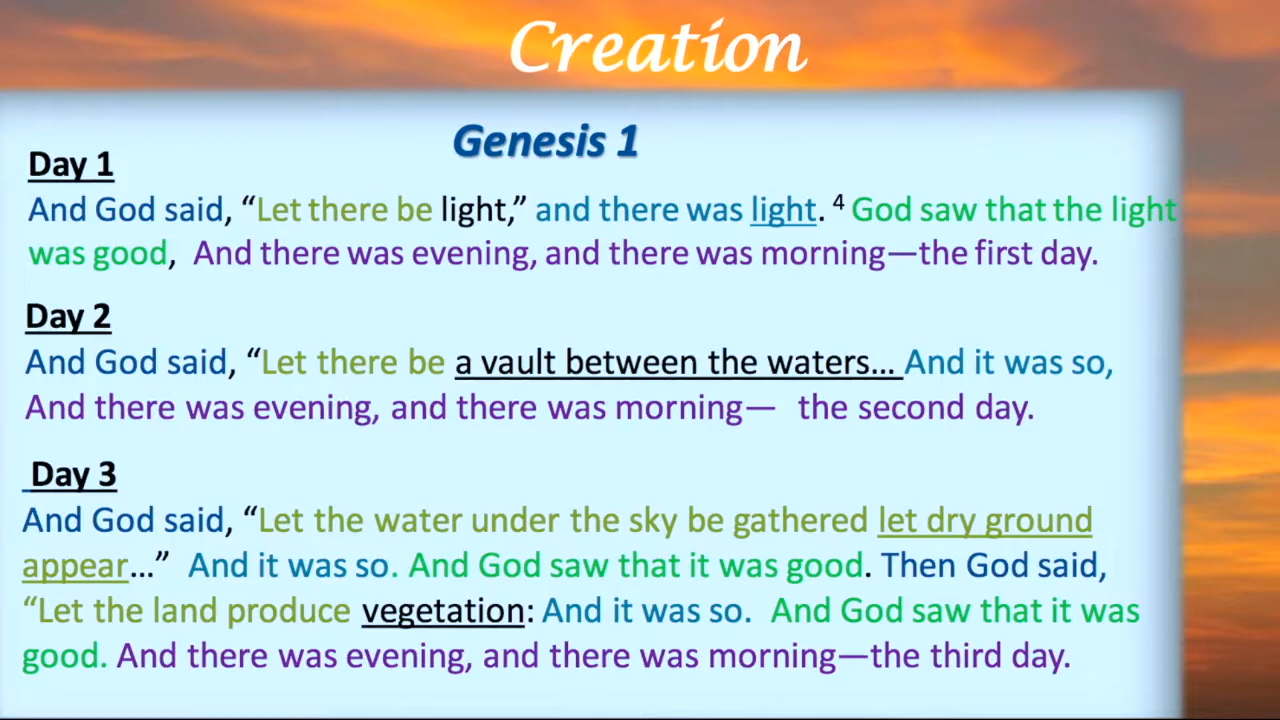 Creation
Genesis 1
Day 1
And God said, “Let there be light,” and there was light. ⁴ God saw that the light
was good, And there was evening, and there was morning—the first day.
Day 2
And God said, “Let there be a vault between the waters… And it was so,
And there was evening, and there was morning— the second day.
Day 3
And God said, “Let the water under the sky be gathered let dry ground
appear…” And it was so. And God saw that it was good. Then God said,
“Let the land produce vegetation: And it was so. And God saw that it was
good. And there was evening, and there was morning—the third day.